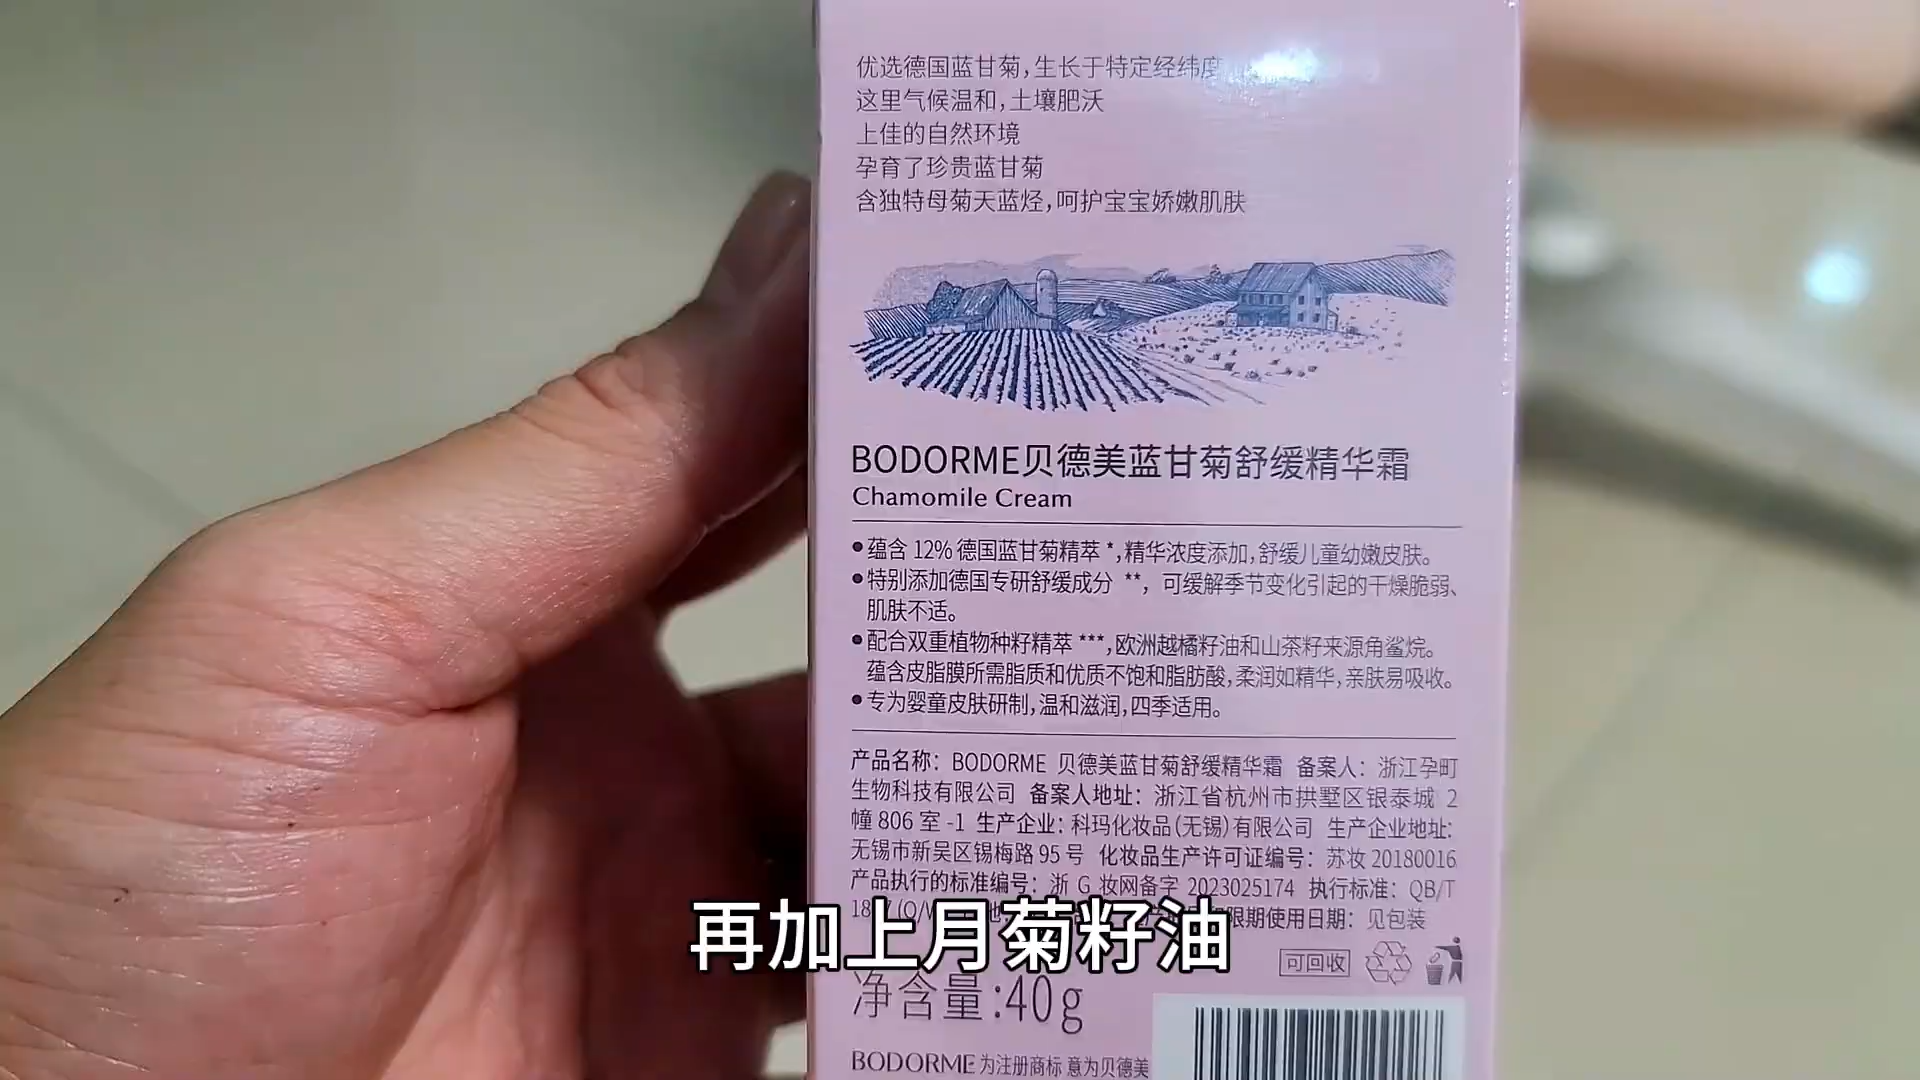 优选德国蓝甘菊,生长于特定经纬度
这里气候温和,土壤肥沃
上佳的自然环境
孕育了珍贵蓝甘菊
含独特母菊天蓝烃,呵护宝宝娇嫩肌肤
BODORME贝德美蓝甘菊舒缓精华霜
Chamomile Cream
●蕴含 12% 德国蓝甘菊精萃 *,精华浓度添加,舒缓儿童幼嫩皮肤。
●特别添加德国专研舒缓成分 **, 可缓解季节变化引起的干燥脆弱、
肌肤不适。
●配合双重植物种籽精萃 ***,欧洲越橘籽油和山茶籽来源角鲨烷。
蕴含皮脂膜所需脂质和优质不饱和脂肪酸,柔润如精华,亲肤易吸收。
●专为婴童皮肤研制,温和滋润,四季适用。
产品名称: BODORME 贝德美蓝甘菊舒缓精华霜 备案人: 浙江孕町
生物科技有限公司 备案人地址: 浙江省杭州市拱墅区银泰城 2
幢 806 室 -1 生产企业: 科玛化妆品(无锡)有限公司 生产企业地址:
无锡市新吴区锡梅路 95 号 化妆品生产许可证编号: 苏妆 20180016
产品执行的标准编号: 浙 G 妆网备字 2023025174 执行标准: QB/T
限期使用日期: 见包装
再加上月菊籽油
可回收
净含量:40g
BODORME 为注册商标 意为贝德美